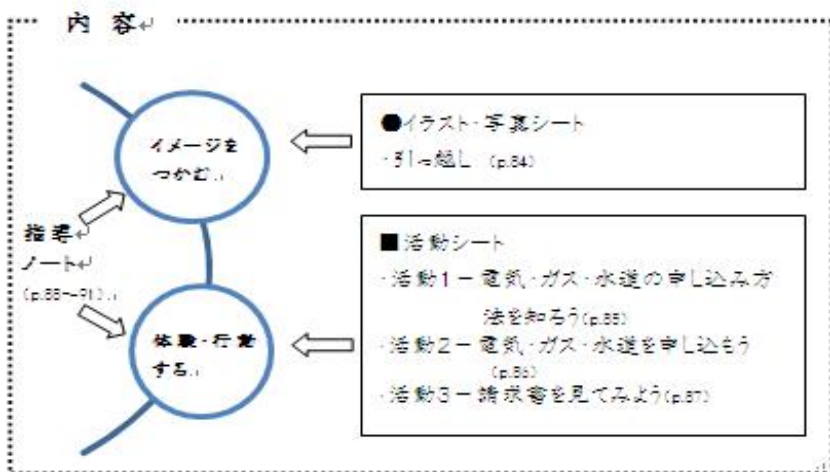 内 容↵
イメージを
つかむ
●イラスト・写真シート
・引っ越し (p.84)
指導↵
ノート↵
(p.88~91)
■活動シート
・活動1-電気・ガス・水道の申し込み方
法を知ろう(p.85)
・活動2-電気・ガス・水道を申し込もう
(p.86)
・活動3-請求書を見てみよう(p.87)
体験・行動
する